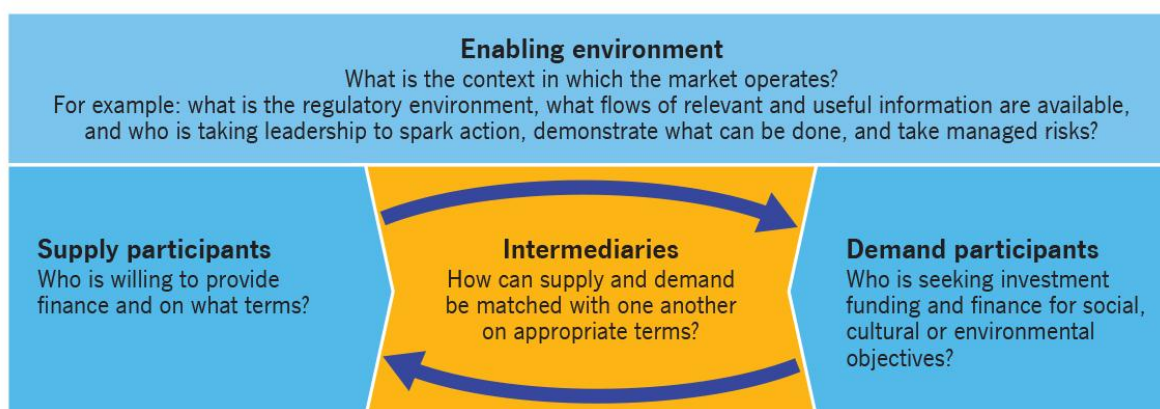 Enabling environment
What is the context in which the market operates?
For example: what is the regulatory environment, what flows of relevant and useful information are available,
and who is taking leadership to spark action, demonstrate what can be done, and take managed risks?
Supply participants
Who is willing to provide
finance and on what terms?
Intermediaries
How can supply and demand
be matched with one another
on appropriate terms?
Demand participants
Who is seeking investment
funding and finance for social,
cultural or environmental
objectives?